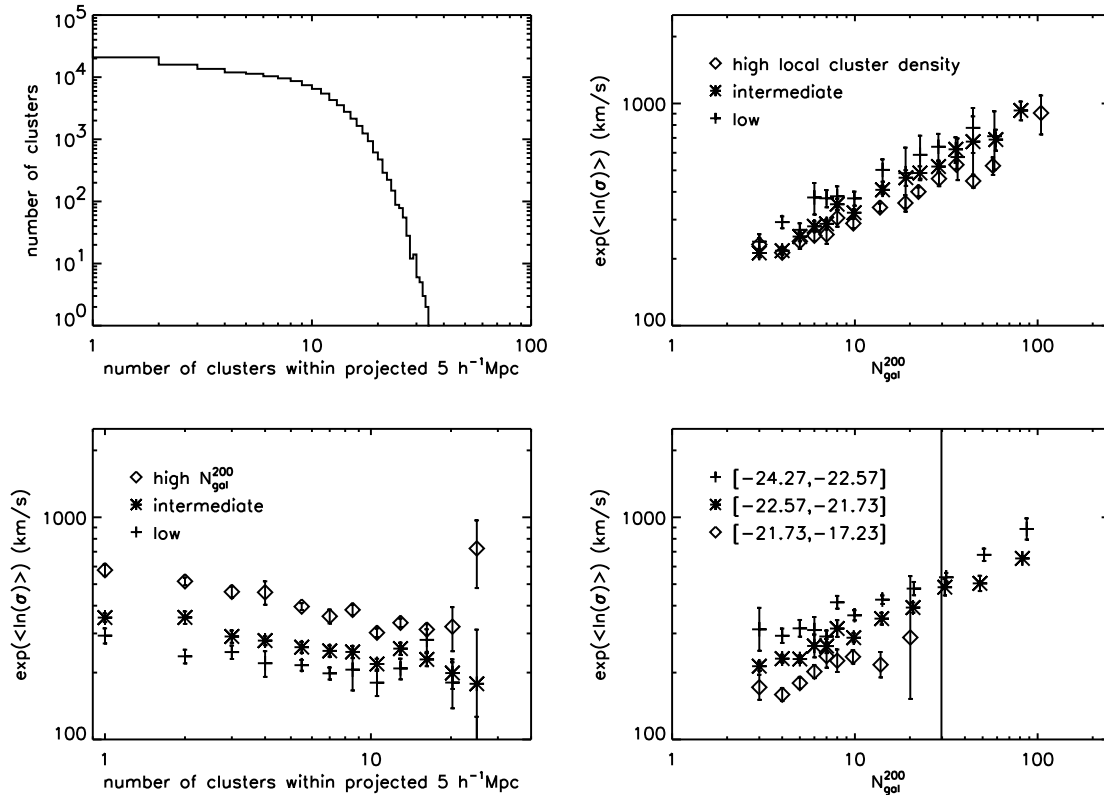 10^5
10^4
10^3
10^2
10^1
10^0
number of clusters
1
10
100
number of clusters within projected 5 h^−1Mpc
1000
100
exp(<ln(σ)>) (km/s)
high local cluster density
intermediate
low
1
10
100
N_gal^200
1000
100
exp(<ln(σ)>) (km/s)
high N_gal^200
intermediate
low
1
10
number of clusters within projected 5 h^−1Mpc
1000
100
exp(<ln(σ)>) (km/s)
[−24.27,−22.57]
[−22.57,−21.73]
[−21.73,−17.23]
1
10
100
N_gal^200